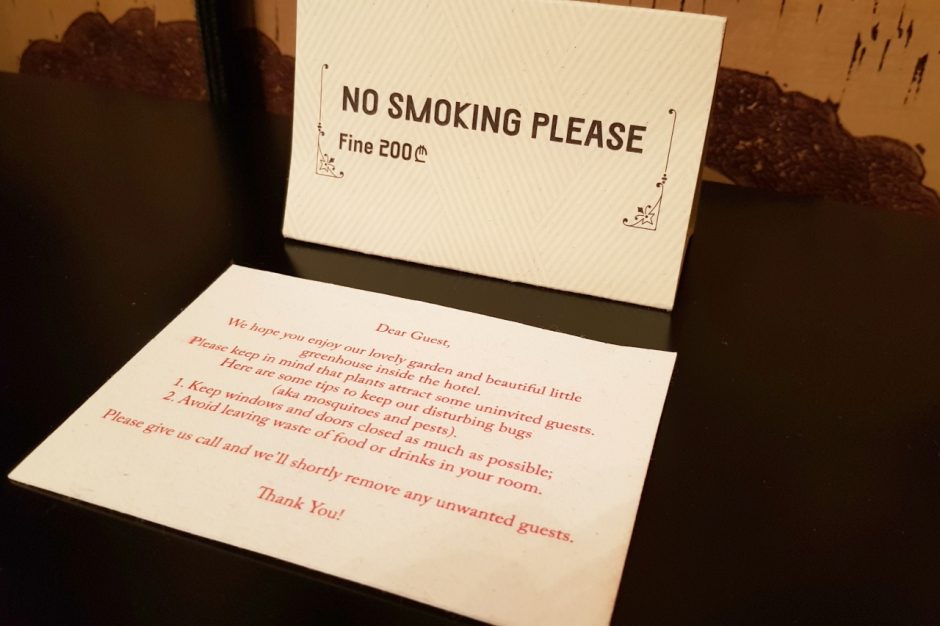 NO SMOKING PLEASE
Fine 200₾
Dear Guest,
We hope you enjoy our lovely garden and beautiful little
greenhouse inside the hotel.
Please keep in mind that plants attract some uninvited guests.
Here are some tips to keep out disturbing bugs
(aka mosquitoes and pests).
1. Keep windows and doors closed as much as possible;
2. Avoid leaving waste of food or drinks in your room.
Please give us call and we'll shortly remove any unwanted guests.
Thank You!